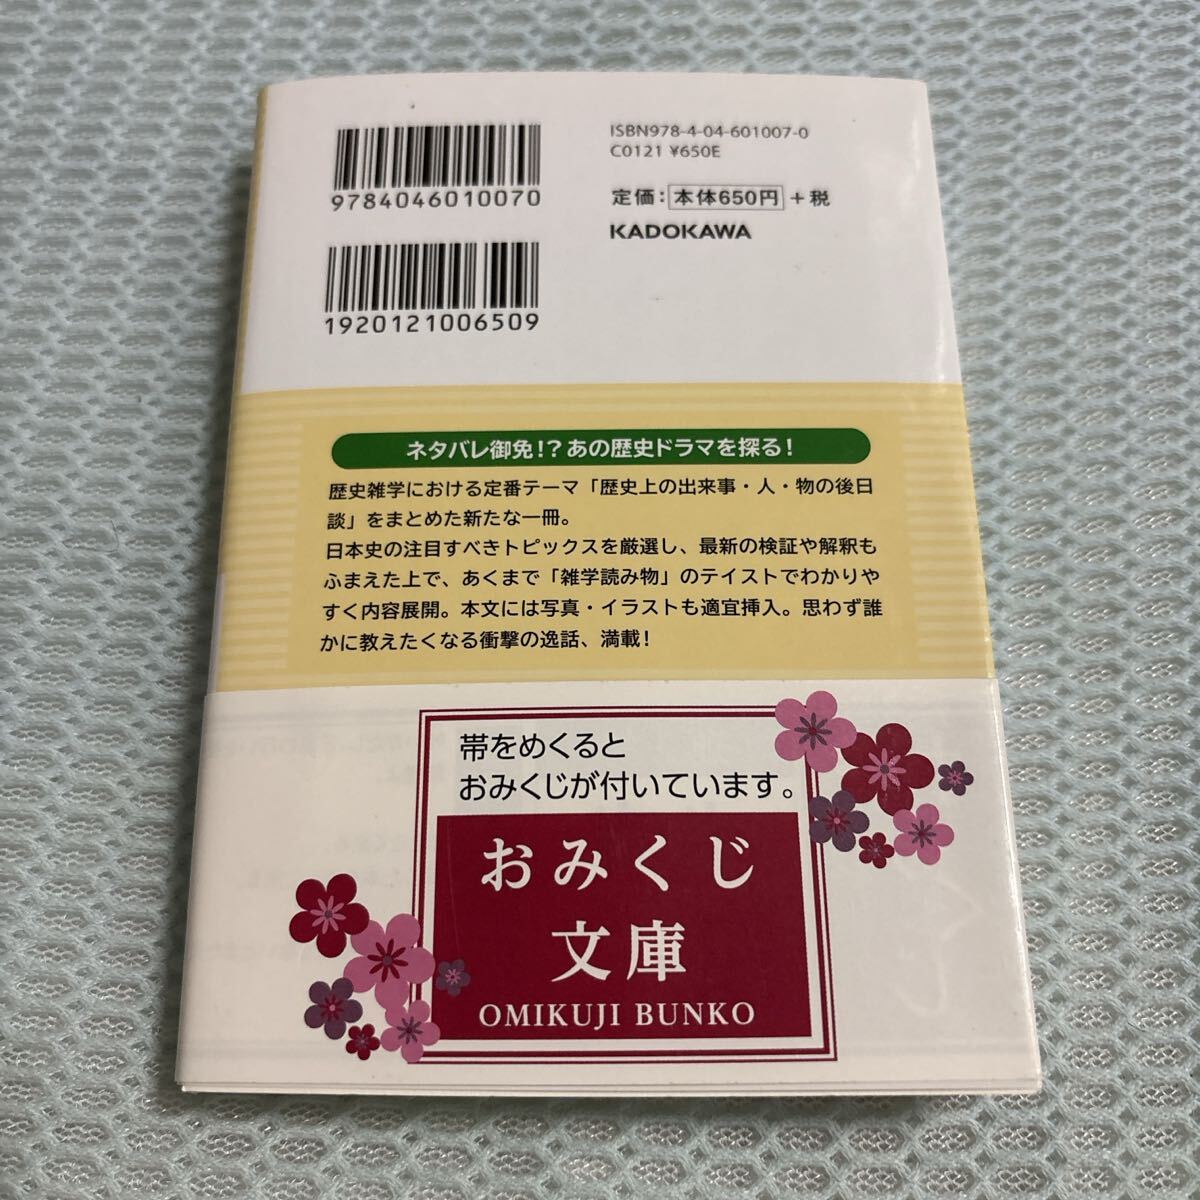 9784046010070
ISBN978-4-04-601007-0
C0121 ¥650E
定価：本体650円＋税
KADOKAWA
1920121006509
ネタバレ御免！？あの歴史ドラマを探る！
歴史雑学における定番テーマ「歴史上の出来事・人・物の後日
談」をまとめた新たな一冊。
日本史の注目すべきトピックスを厳選し、最新の検証や解釈も
ふまえた上で、あくまで「雑学読み物」のテイストでわかりや
すく内容展開。本文には写真・イラストも適宜挿入。思わず誰
かに教えたくなる衝撃の逸話、満載！
帯をめくると
おみくじが付いています。
おみくじ
文庫
OMIKUJI BUNKO